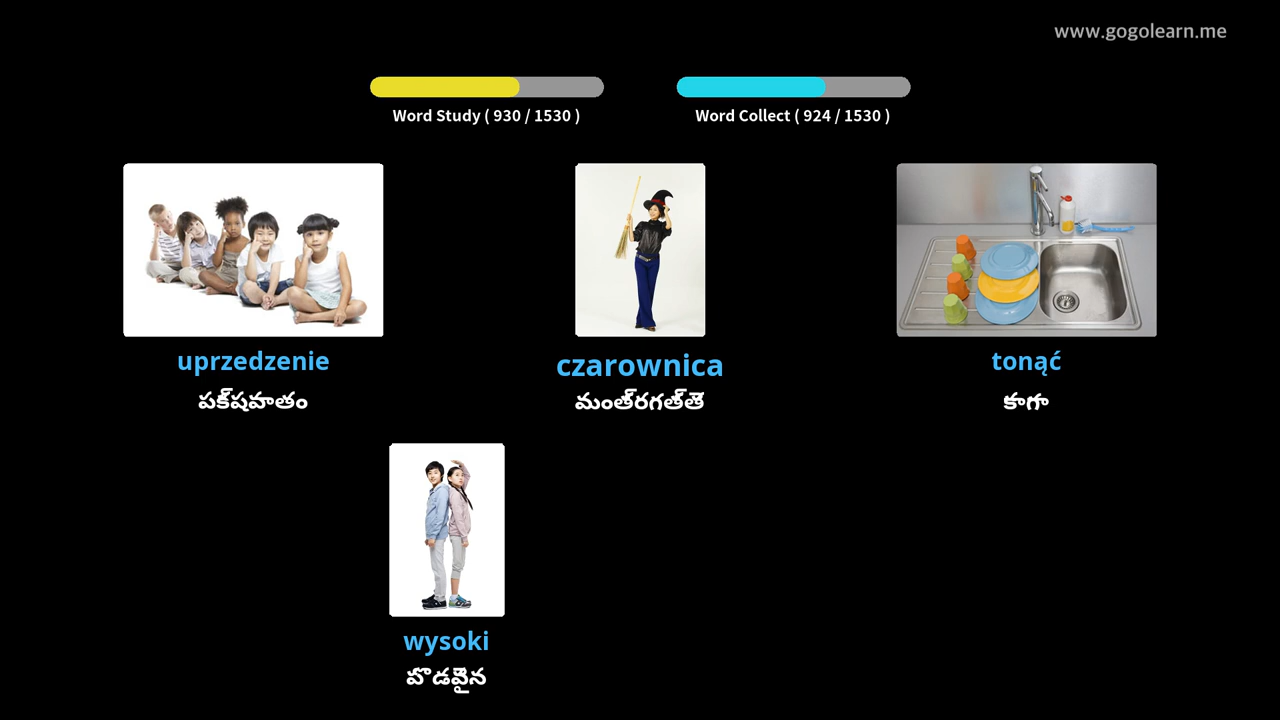 www.gogolearn.me
Word Study ( 930 / 1530 )
Word Collect ( 924 / 1530 )
uprzedzenie
పక్షపాతం
czarownica
మంత్రగత్తె
tonąć
కాగా
wysoki
పొడవైన